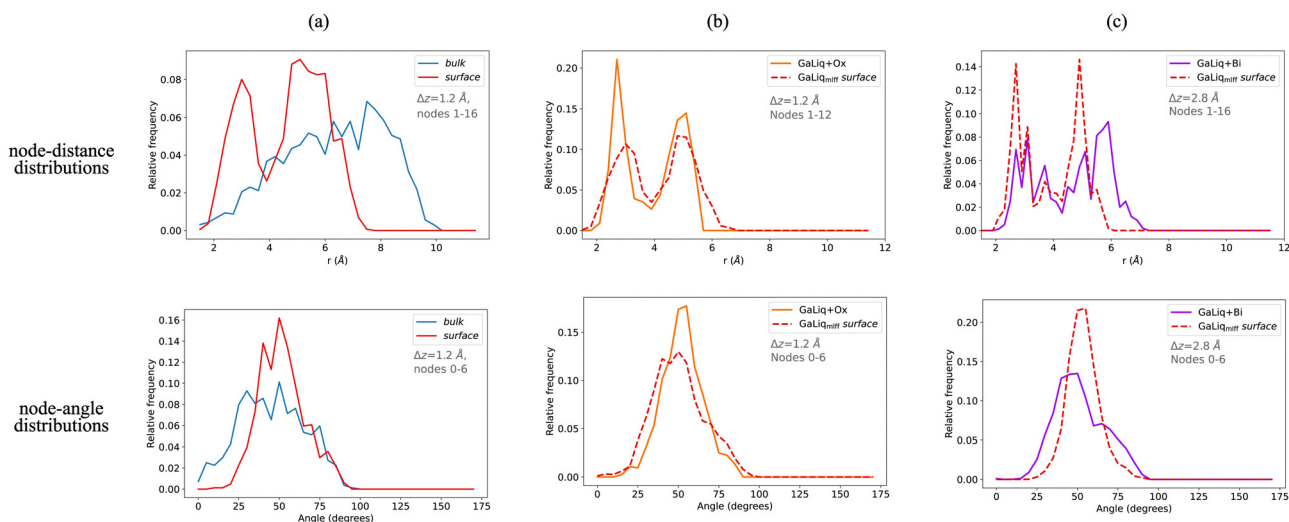 (a)
(b)
(c)
node-distance
distributions
Relative frequency
0.08
0.06
0.04
0.02
0.00
2
4
6
8
10
r (Å)
bulk
surface
Δz=1.2 Å,
nodes 1-16
Relative frequency
0.20
0.15
0.10
0.05
0.00
2
4
6
8
10
12
r (Å)
GaLiq+Ox
GaLiqmlff surface
Δz=1.2 Å
Nodes 1-12
Relative frequency
0.14
0.12
0.10
0.08
0.06
0.04
0.02
0.00
2
4
6
8
10
12
r (Å)
GaLiq+Bi
GaLiqmlff surface
Δz=2.8 Å
Nodes 1-16
node-angle
distributions
Relative frequency
0.16
0.14
0.12
0.10
0.08
0.06
0.04
0.02
0.00
0
25
50
75
100
125
150
175
Angle (degrees)
bulk
surface
Δz=1.2 Å,
nodes 0-6
Relative frequency
0.15
0.10
0.05
0.00
0
25
50
75
100
125
150
175
Angle (degrees)
GaLiq+Ox
GaLiqmlff surface
Δz=1.2 Å
Nodes 0-6
Relative frequency
0.20
0.15
0.10
0.05
0.00
0
25
50
75
100
125
150
175
Angle (degrees)
GaLiq+Bi
GaLiqmlff surface
Δz=2.8 Å
Nodes 0-6